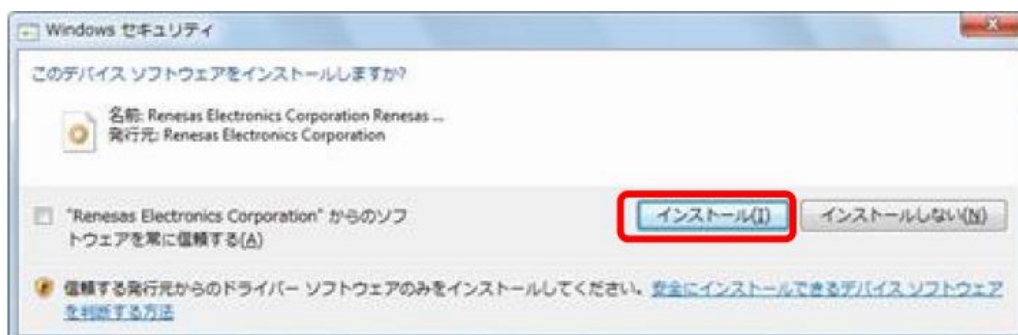 Windows セキュリティ
このデバイス ソフトウェアをインストールしますか?
名前: Renesas Electronics Corporation Renesas ...
発行元: Renesas Electronics Corporation
"Renesas Electronics Corporation" からのソフ
トウェアを常に信頼する(A)
インストール(I)
インストールしない(N)
信頼する発行元からのドライバー ソフトウェアのみをインストールしてください。安全にインストールできるデバイス ソフトウェア
を判断する方法